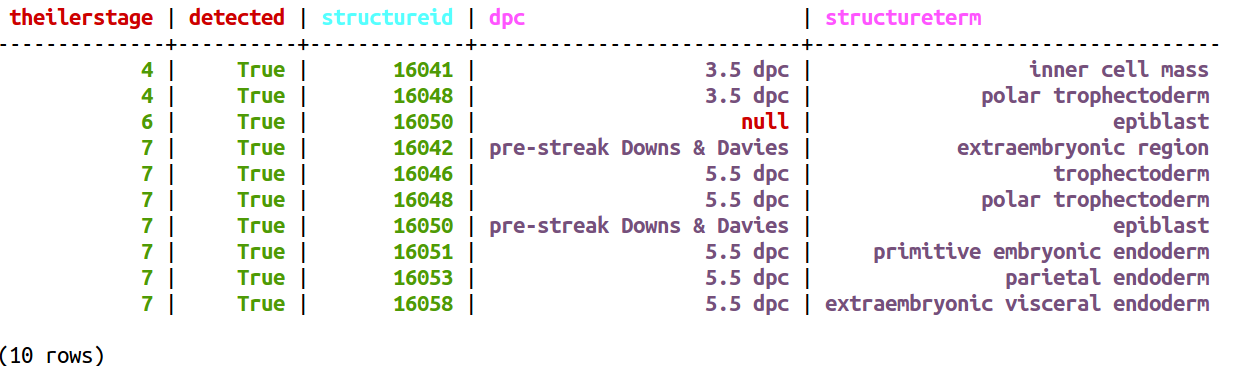 theilerstage | detected | structureid | dpc                      | structureterm
-------------+----------+-------------+--------------------------+---------------------------------
           4 |     True |       16041 |                  3.5 dpc |                 inner cell mass
           4 |     True |       16048 |                  3.5 dpc |             polar trophectoderm
           6 |     True |       16050 |                     null |                        epiblast
           7 |     True |       16042 | pre-streak Downs & Davies |           extraembryonic region
           7 |     True |       16046 |                  5.5 dpc |                   trophectoderm
           7 |     True |       16048 |                  5.5 dpc |             polar trophectoderm
           7 |     True |       16050 | pre-streak Downs & Davies |                        epiblast
           7 |     True |       16051 |                  5.5 dpc |    primitive embryonic endoderm
           7 |     True |       16053 |                  5.5 dpc |               parietal endoderm
           7 |     True |       16058 |                  5.5 dpc | extraembryonic visceral endoderm
(10 rows)